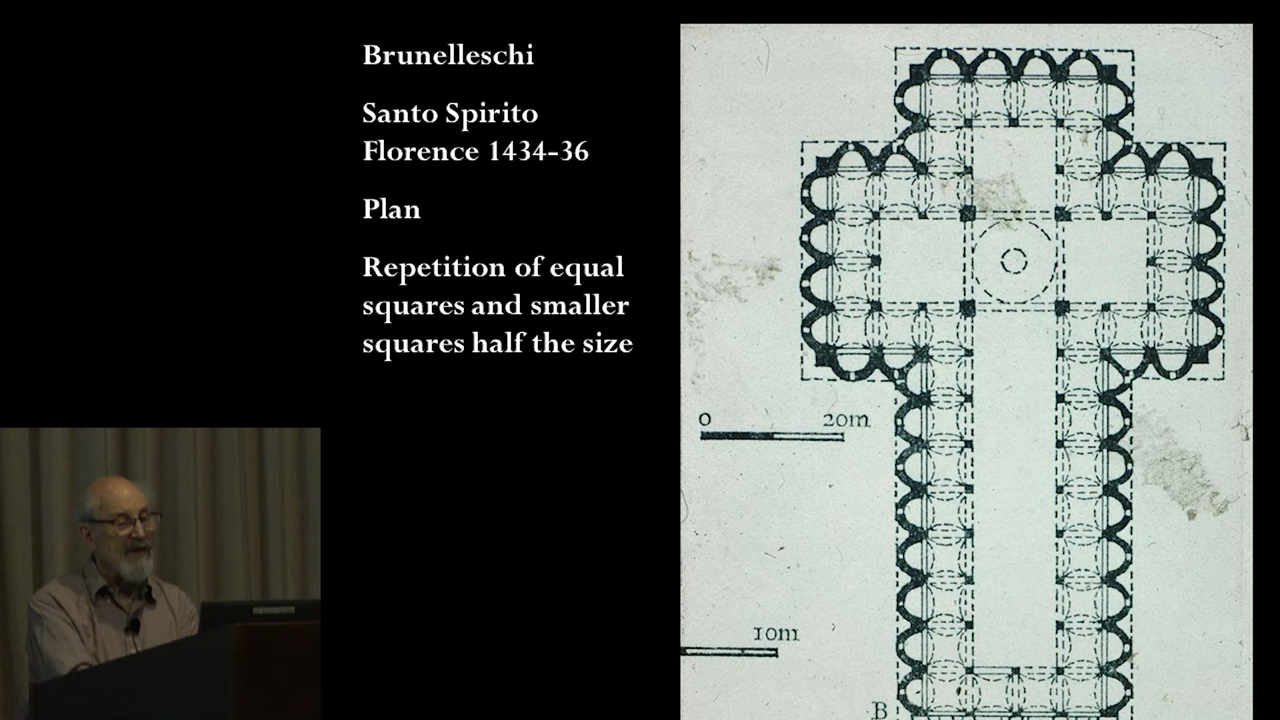 Brunelleschi
Santo Spirito
Florence 1434-36
Plan
Repetition of equal
squares and smaller
squares half the size
0 20m
10m
B